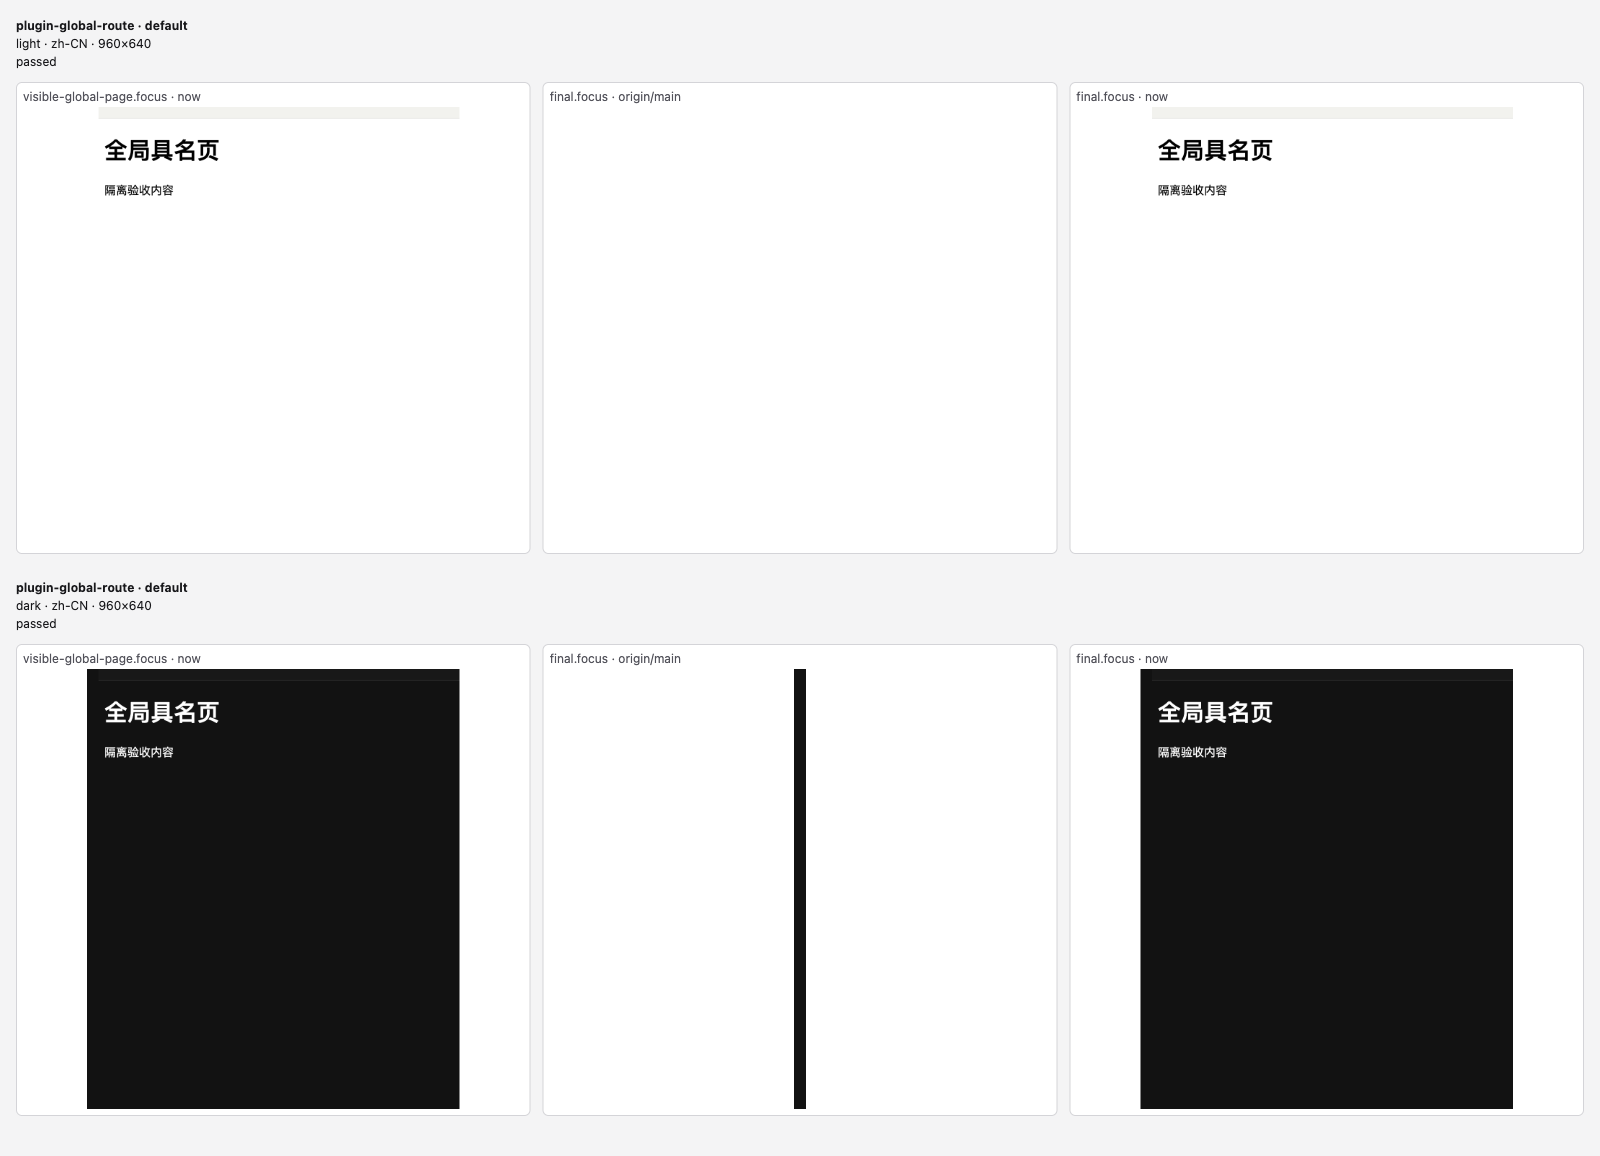 plugin-global-route · default
light · zh-CN · 960×640
passed
visible-global-page.focus · now
final.focus · origin/main
final.focus · now
全局具名页
隔离验收内容
全局具名页
隔离验收内容
plugin-global-route · default
dark · zh-CN · 960×640
passed
visible-global-page.focus · now
final.focus · origin/main
final.focus · now
全局具名页
隔离验收内容
全局具名页
隔离验收内容